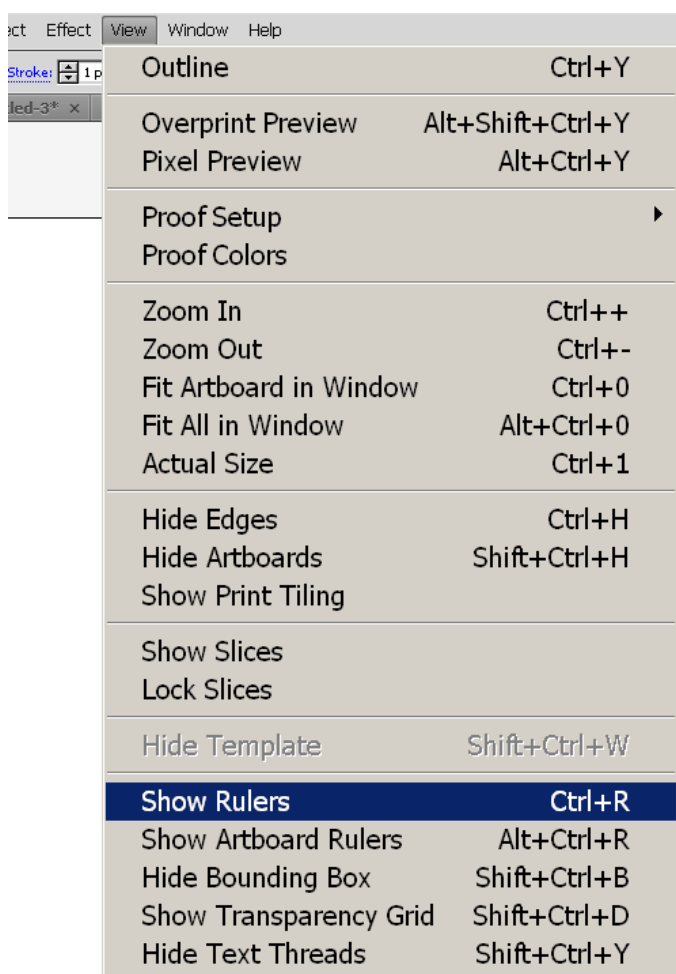 ect Effect View Window Help
Stroke: 1 p
led-3* ×
Outline Ctrl+Y
Overprint Preview Alt+Shift+Ctrl+Y
Pixel Preview Alt+Ctrl+Y
Proof Setup
Proof Colors
Zoom In Ctrl++
Zoom Out Ctrl+-
Fit Artboard in Window Ctrl+0
Fit All in Window Alt+Ctrl+0
Actual Size Ctrl+1
Hide Edges Ctrl+H
Hide Artboards Shift+Ctrl+H
Show Print Tiling
Show Slices
Lock Slices
Hide Template Shift+Ctrl+W
Show Rulers Ctrl+R
Show Artboard Rulers Alt+Ctrl+R
Hide Bounding Box Shift+Ctrl+B
Show Transparency Grid Shift+Ctrl+D
Hide Text Threads Shift+Ctrl+Y